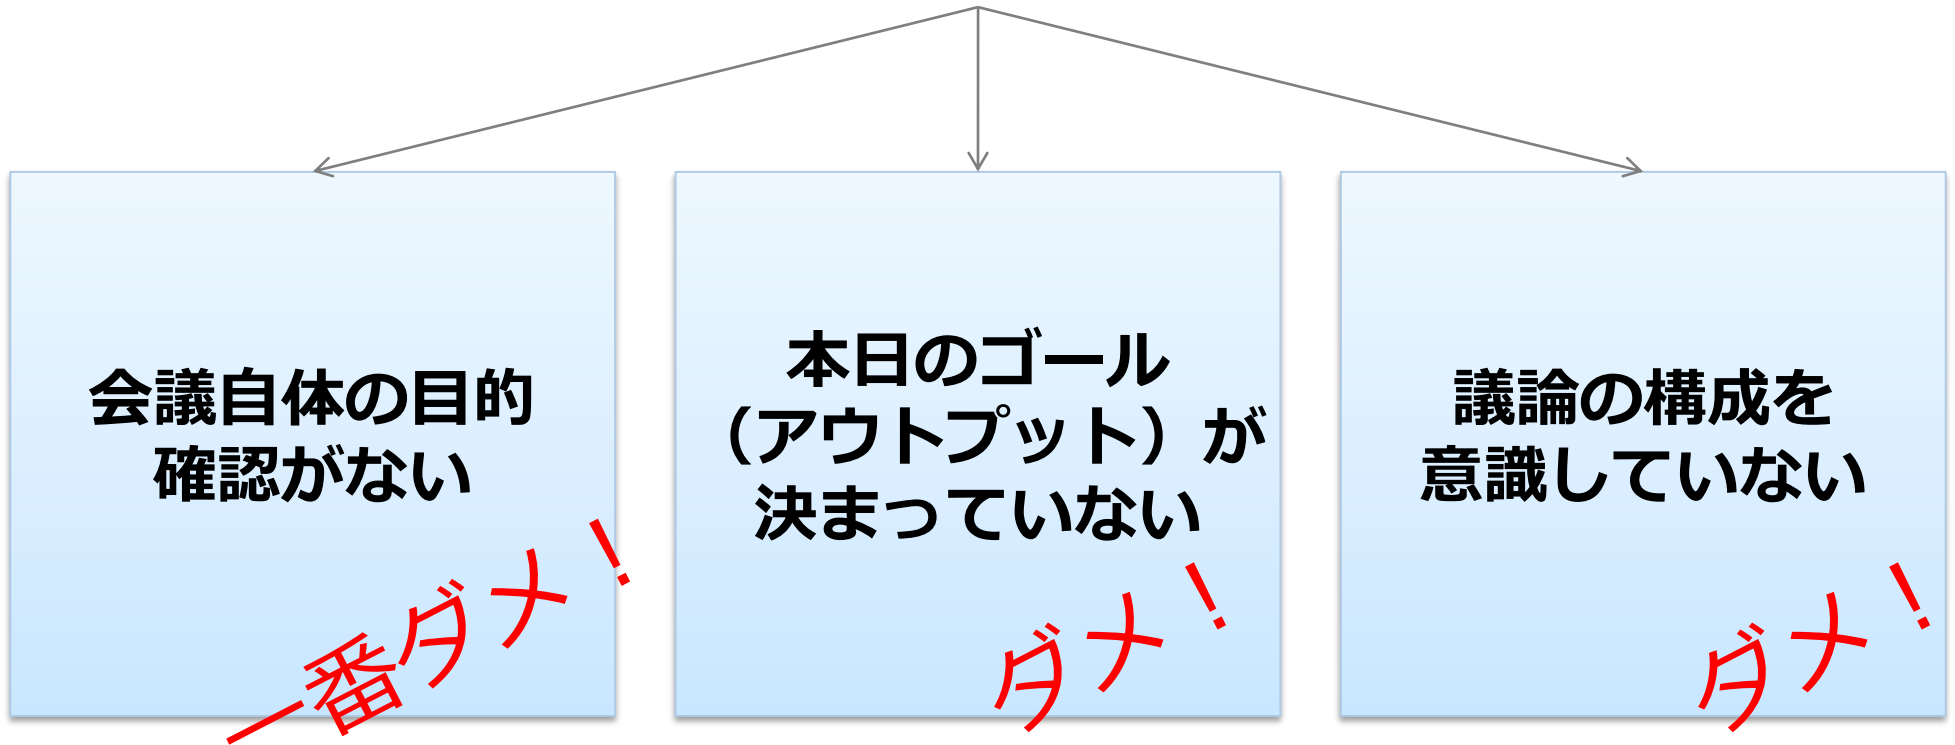 会議自体の目的
確認がない
一番ダメ！
本日のゴール
（アウトプット）が
決まっていない
ダメ！
議論の構成を
意識していない
ダメ！